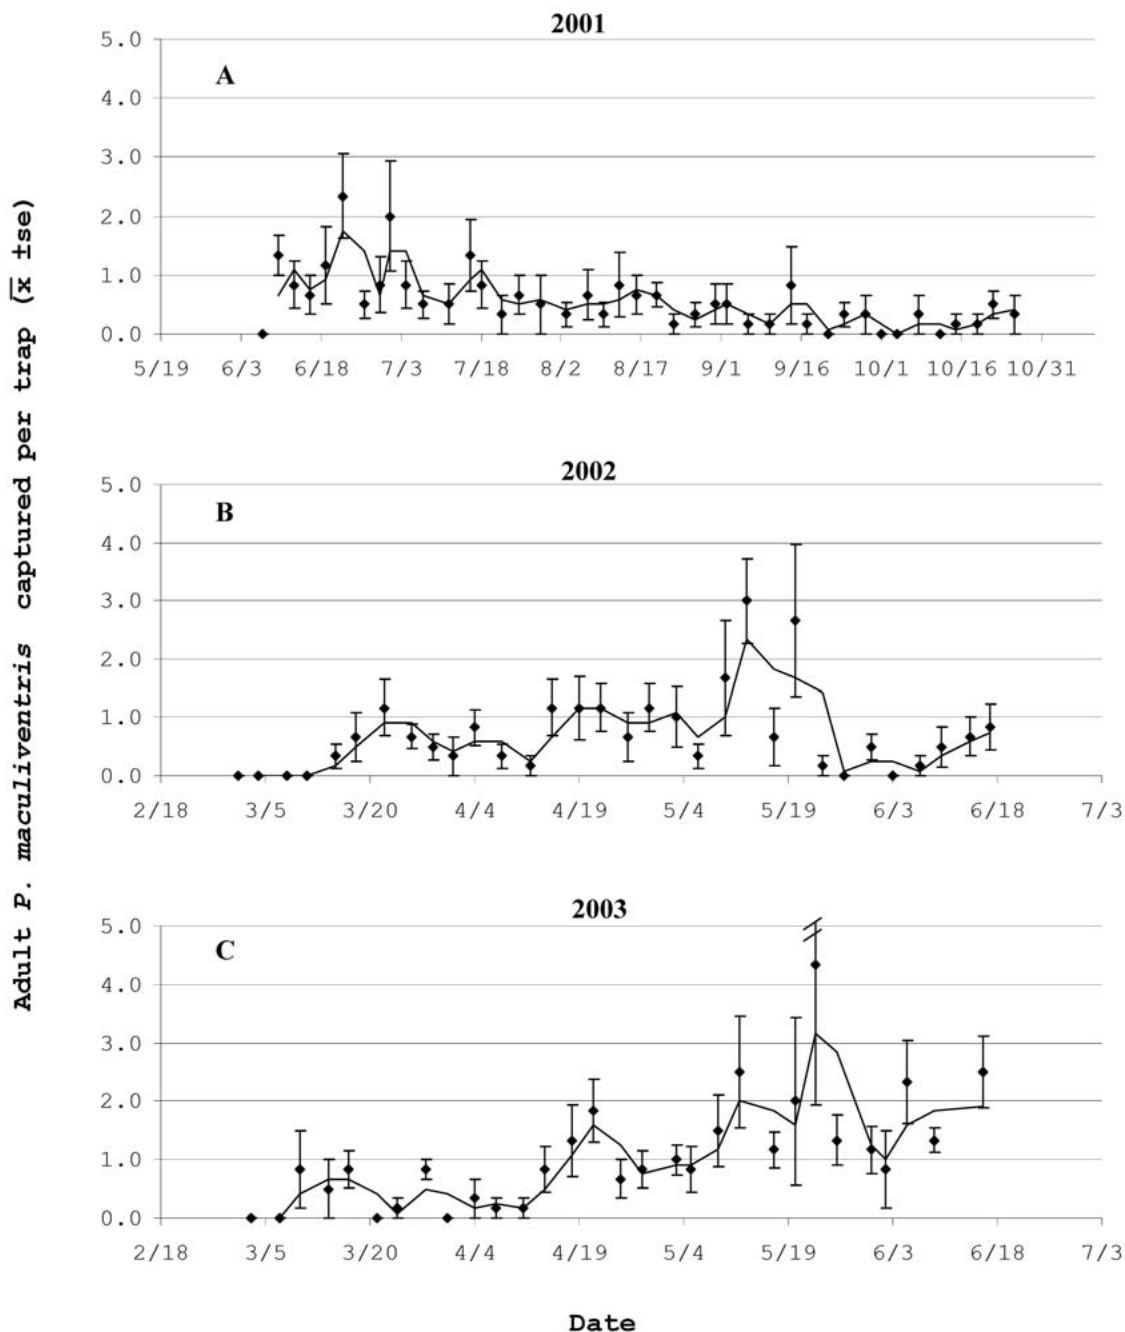 Adult P. maculiventris captured per trap (x̅ ±se)
2001
A
5.0
4.0
3.0
2.0
1.0
0.0
5/19 6/3 6/18 7/3 7/18 8/2 8/17 9/1 9/16 10/1 10/16 10/31
2002
B
5.0
4.0
3.0
2.0
1.0
0.0
2/18 3/5 3/20 4/4 4/19 5/4 5/19 6/3 6/18 7/3
2003
C
5.0
4.0
3.0
2.0
1.0
0.0
2/18 3/5 3/20 4/4 4/19 5/4 5/19 6/3 6/18 7/3
Date